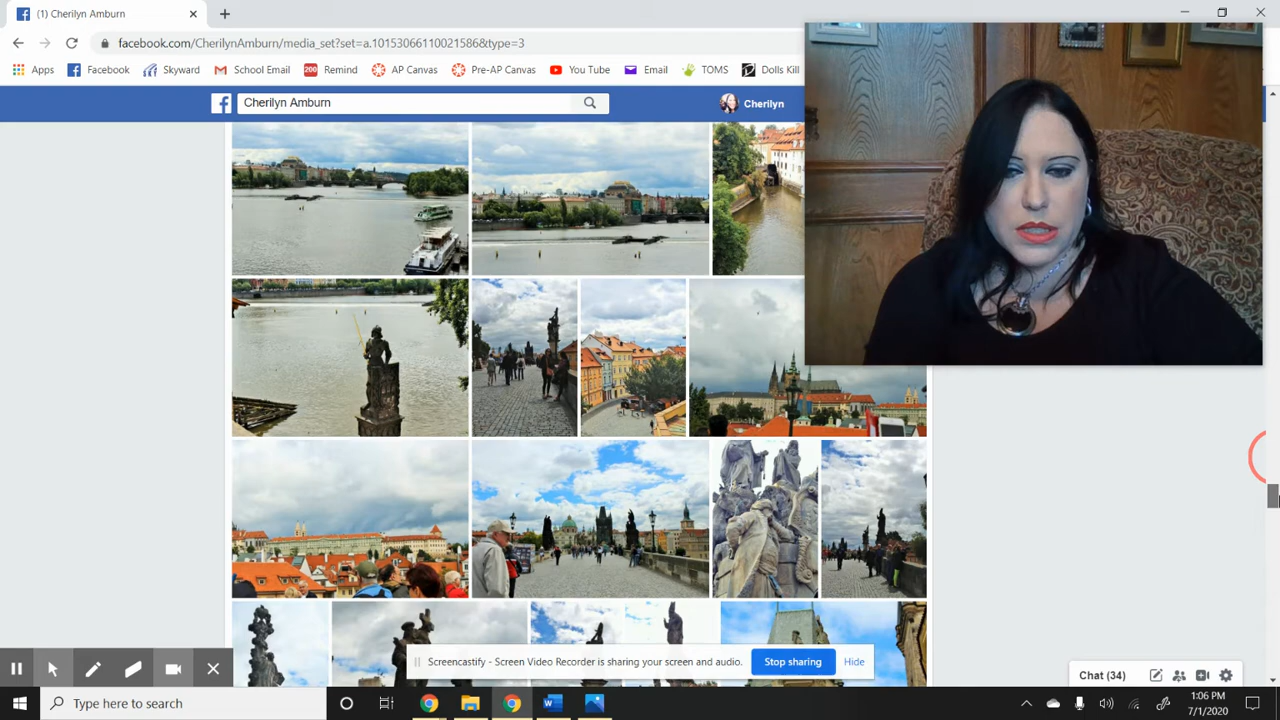 (1) Cherilyn Amburn
facebook.com/CherilynAmburn/media_set?set=a.10153066110021586&type=3
Apps Facebook Skyward School Email 200 Remind AP Canvas Pre-AP Canvas You Tube Email TOMS Dolls Kill
Cherilyn Amburn
Cherilyn
Screencastify - Screen Video Recorder is sharing your screen and audio. Stop sharing Hide
Chat (34)
Type here to search
1:06 PM
7/1/2020